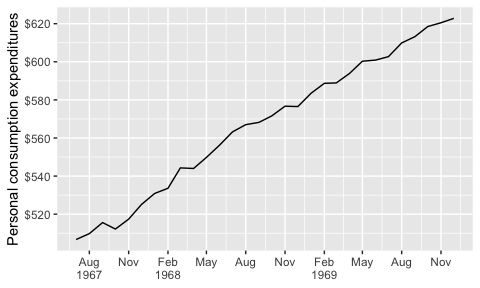 Personal consumption expenditures
$620
$600
$580
$560
$540
$520
Aug Nov Feb May Aug Nov Feb May Aug Nov
1967 1968 1969